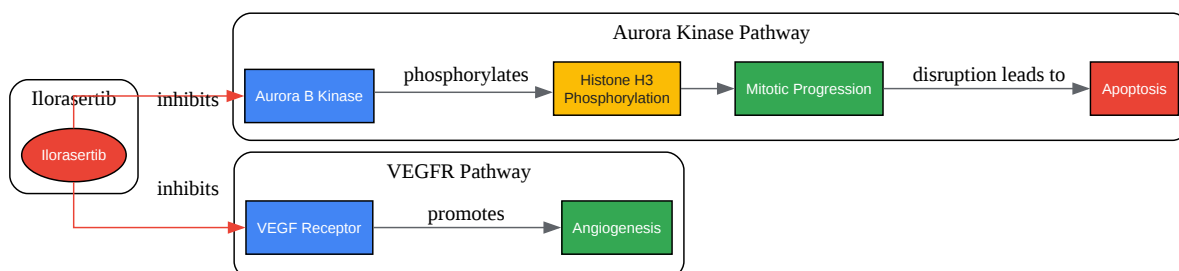 Aurora Kinase Pathway
Ilorasertib
inhibits
Aurora B Kinase
phosphorylates
Histone H3
Phosphorylation
Mitotic Progression
disruption leads to
Apoptosis
Ilorasertib
inhibits
VEGFR Pathway
VEGF Receptor
promotes
Angiogenesis